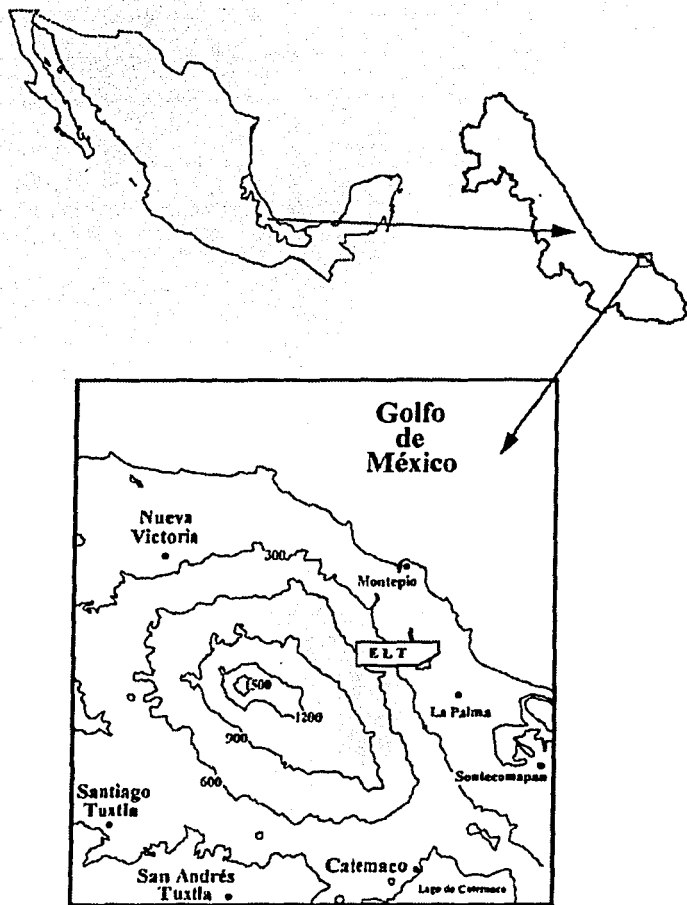 Golfo
de
México
Nueva
Victoria
300
Montepio
E L T
1500
1200
La Palma
900
600
Sontecomapan
Santiago
Tuxtla
Catemaco
San Andrés
Tuxtla
Lago de Catemaco